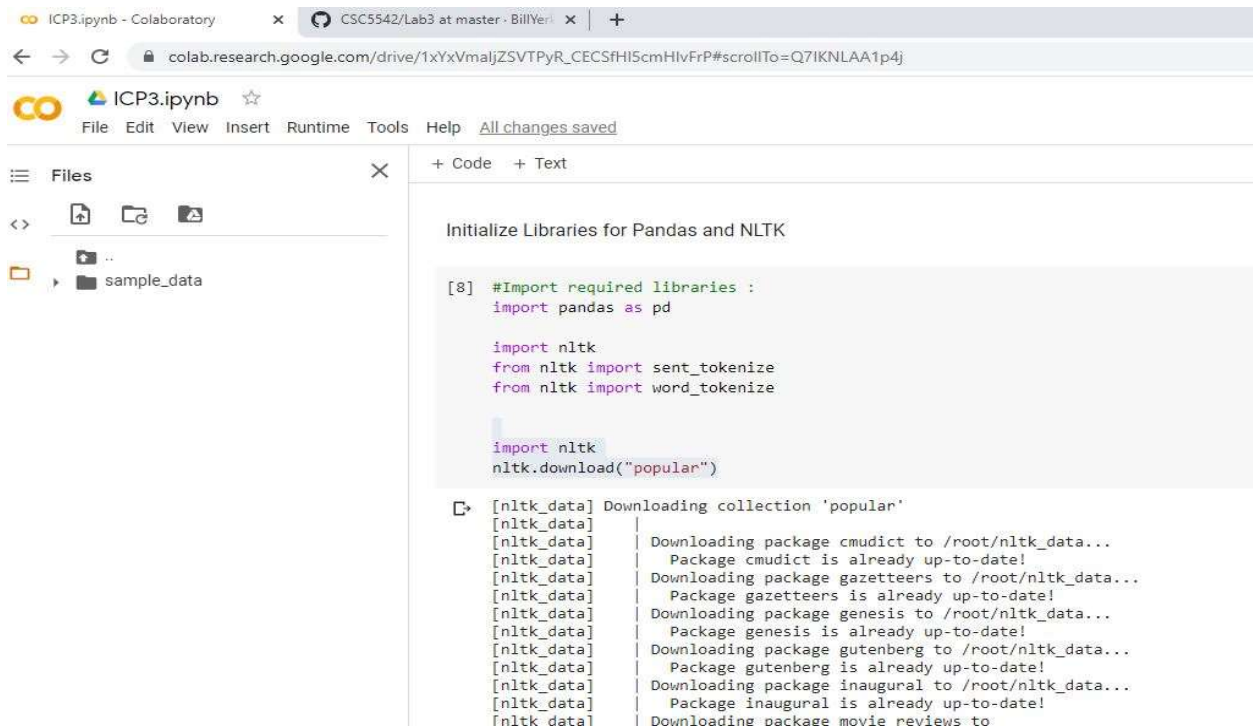 ICP3.ipynb - Colaboratory
CSC5542/Lab3 at master · BillYerk
colab.research.google.com/drive/1xYxVmaljZSVTPyR_CECSfHI5cmHlvFrP#scrollTo=Q7IKNLAA1p4j
ICP3.ipynb
File Edit View Insert Runtime Tools Help All changes saved
Files
..
sample_data
+ Code + Text
Initialize Libraries for Pandas and NLTK
[8] #Import required libraries :
import pandas as pd
import nltk
from nltk import sent_tokenize
from nltk import word_tokenize
import nltk
nltk.download("popular")
[nltk_data] Downloading collection 'popular'
[nltk_data]    |
[nltk_data]    | Downloading package cmudict to /root/nltk_data...
[nltk_data]    |   Package cmudict is already up-to-date!
[nltk_data]    | Downloading package gazetteers to /root/nltk_data...
[nltk_data]    |   Package gazetteers is already up-to-date!
[nltk_data]    | Downloading package genesis to /root/nltk_data...
[nltk_data]    |   Package genesis is already up-to-date!
[nltk_data]    | Downloading package gutenberg to /root/nltk_data...
[nltk_data]    |   Package gutenberg is already up-to-date!
[nltk_data]    | Downloading package inaugural to /root/nltk_data...
[nltk_data]    |   Package inaugural is already up-to-date!
[nltk_data]    | Downloading package movie_reviews to